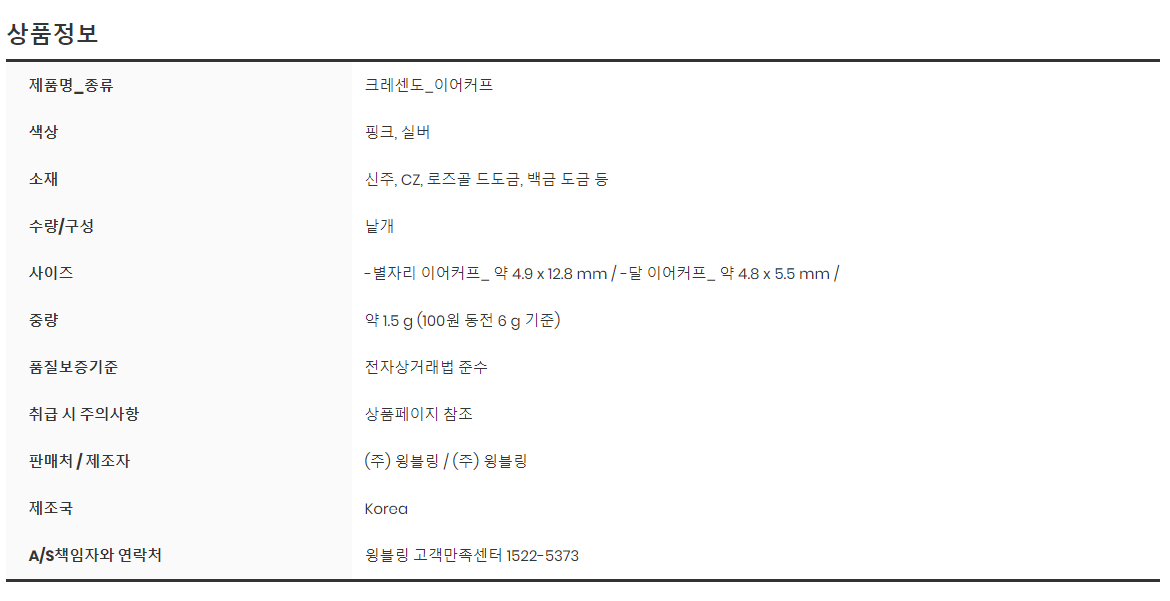 상품정보
제품명_종류 크레센도_이어커프
색상 핑크, 실버
소재 신주, CZ, 로즈골 드도금, 백금 도금 등
수량/구성 낱개
사이즈 -별자리 이어커프_ 약 4.9 x 12.8 mm / -달 이어커프_ 약 4.8 x 5.5 mm /
중량 약 1.5 g (100원 동전 6 g 기준)
품질보증기준 전자상거래법 준수
취급 시 주의사항 상품페이지 참조
판매처 / 제조자 (주) 윙블링 / (주) 윙블링
제조국 Korea
A/S책임자와 연락처 윙블링 고객만족센터 1522-5373